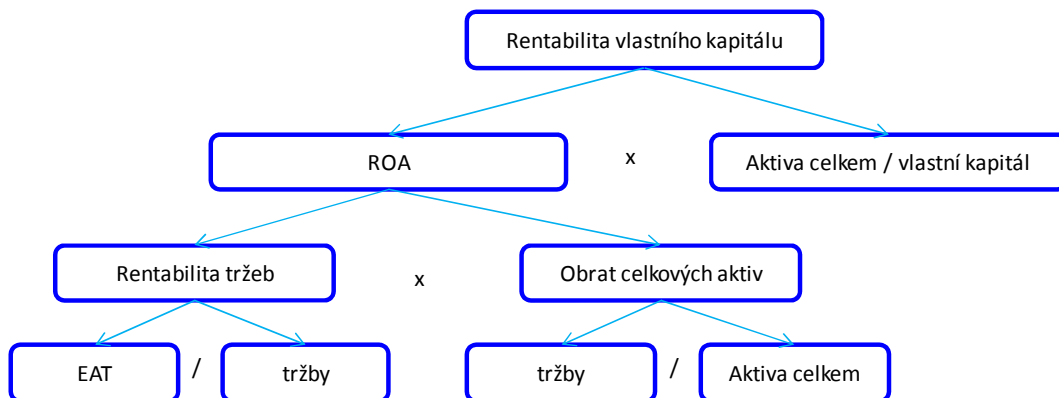 Rentabilita vlastního kapitálu
ROA x Aktiva celkem / vlastní kapitál
Rentabilita tržeb x Obrat celkových aktiv
EAT / tržby tržby / Aktiva celkem